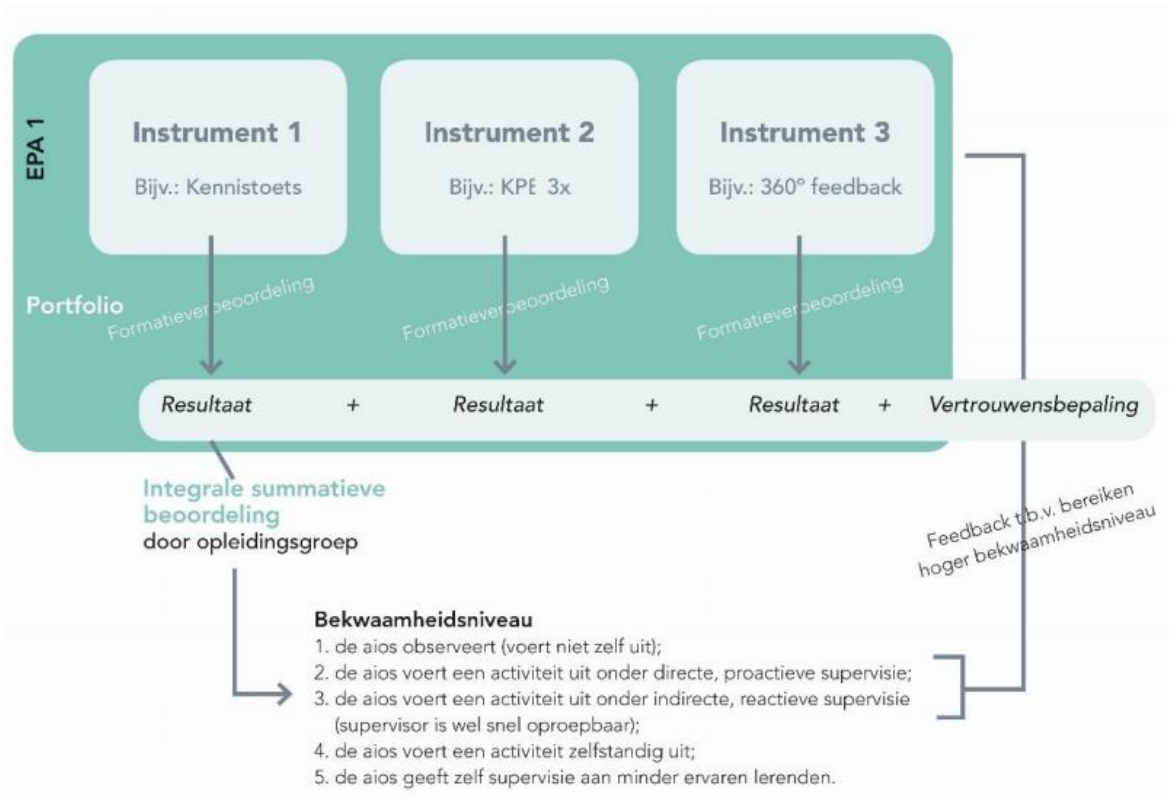 EPA 1
Instrument 1
Bijv.: Kennistoets
Instrument 2
Bijv.: KPE 3x
Instrument 3
Bijv.: 360° feedback
Portfolio
Formatieve beoordeling
Formatieve beoordeling
Formatieve beoordeling
Resultaat + Resultaat + Resultaat + Vertrouwensbepaling
Integrale summatieve
beoordeling
door opleidingsgroep
Feedback t.b.v. bereiken
hoger bekwaamheidsniveau
Bekwaamheidsniveau
1. de aios observeert (voert niet zelf uit);
2. de aios voert een activiteit uit onder directe, proactieve supervisie;
3. de aios voert een activiteit uit onder indirecte, reactieve supervisie
(supervisor is wel snel oproepbaar);
4. de aios voert een activiteit zelfstandig uit;
5. de aios geeft zelf supervisie aan minder ervaren lerenden.